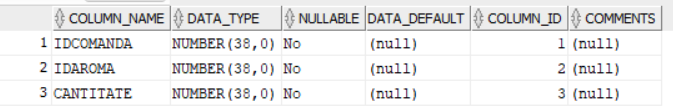 COLUMN_NAME DATA_TYPE NULLABLE DATA_DEFAULT COLUMN_ID COMMENTS
1 IDCOMANDA NUMBER(38,0) No (null) 1 (null)
2 IDAROMA NUMBER(38,0) No (null) 2 (null)
3 CANTITATE NUMBER(38,0) No (null) 3 (null)